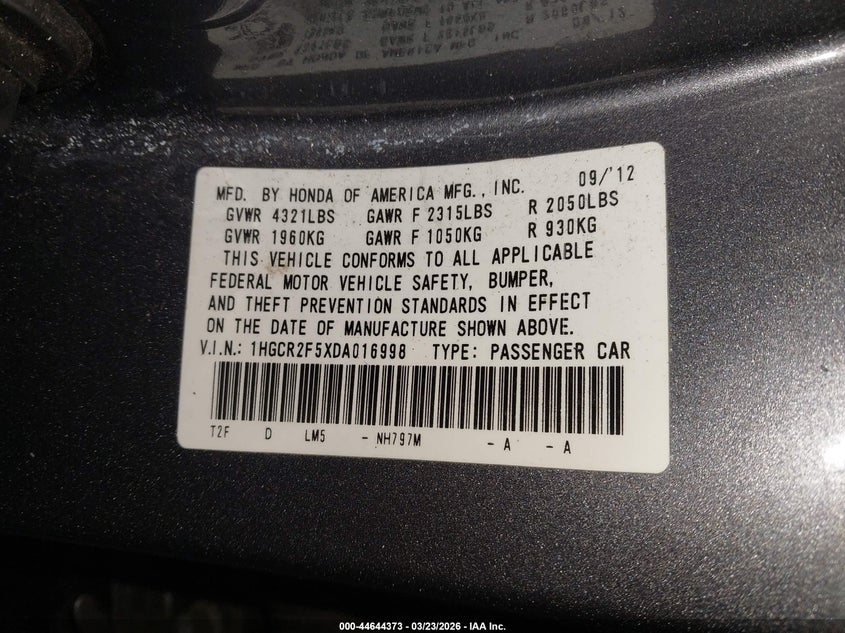 MFD. BY HONDA OF AMERICA MFG., INC. 09/'12
GVWR 4321LBS GAWR F 2315LBS R 2050LBS
GVWR 1960KG GAWR F 1050KG R 930KG
THIS VEHICLE CONFORMS TO ALL APPLICABLE
FEDERAL MOTOR VEHICLE SAFETY, BUMPER,
AND THEFT PREVENTION STANDARDS IN EFFECT
ON THE DATE OF MANUFACTURE SHOWN ABOVE.
V.I.N.: 1HGCR2F5XDA016998 TYPE: PASSENGER CAR
T2F D LM5 - NH797M - A - A
000-44644373 - 03/23/2026 - IAA Inc.